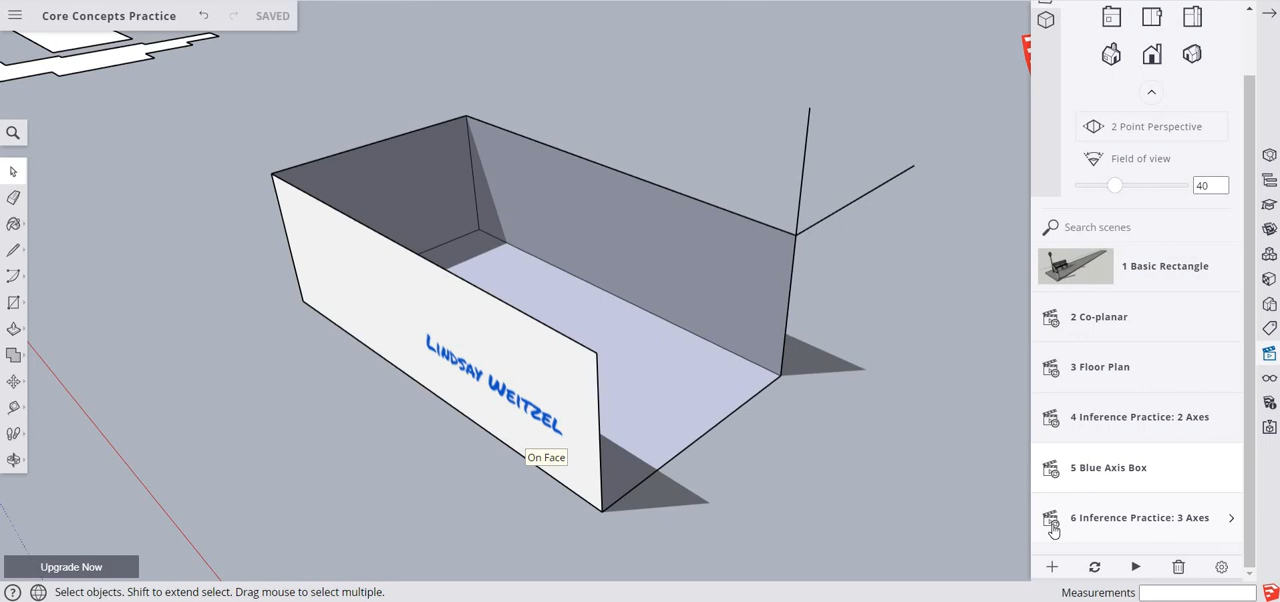 Core Concepts Practice SAVED
2 Point Perspective
Field of view
40
Search scenes
1 Basic Rectangle
2 Co-planar
3 Floor Plan
4 Inference Practice: 2 Axes
5 Blue Axis Box
6 Inference Practice: 3 Axes
LINDSAY WEITZEL
On Face
Upgrade Now
Select objects. Shift to extend select. Drag mouse to select multiple. Measurements